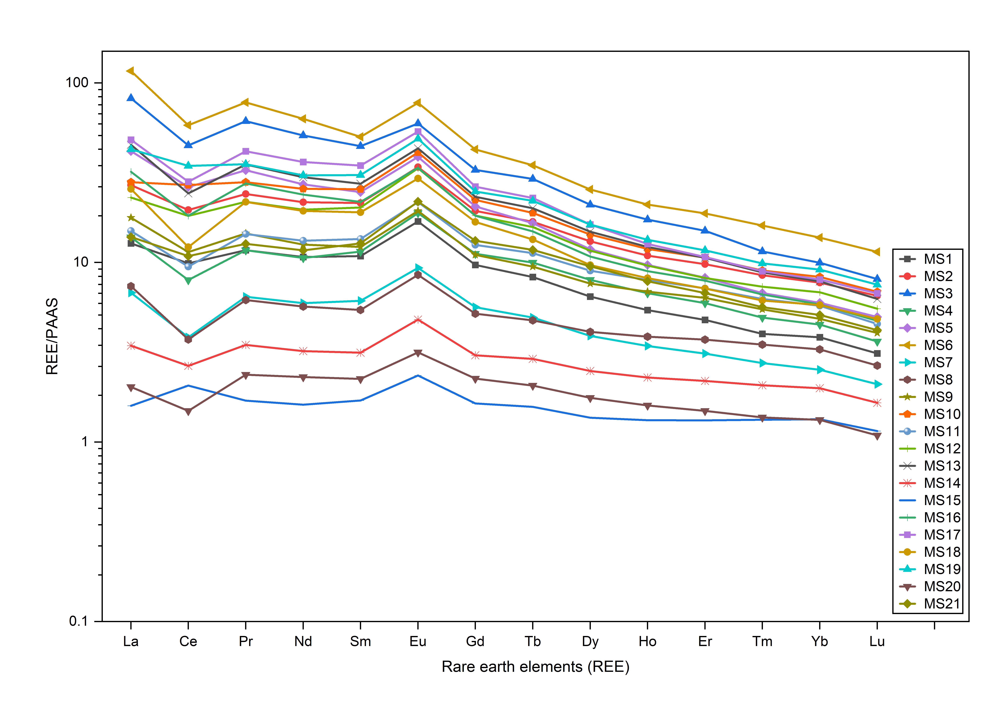 100
10
1
0.1
REE/PAAS
La Ce Pr Nd Sm Eu Gd Tb Dy Ho Er Tm Yb Lu
Rare earth elements (REE)
MS1
MS2
MS3
MS4
MS5
MS6
MS7
MS8
MS9
MS10
MS11
MS12
MS13
MS14
MS15
MS16
MS17
MS18
MS19
MS20
MS21